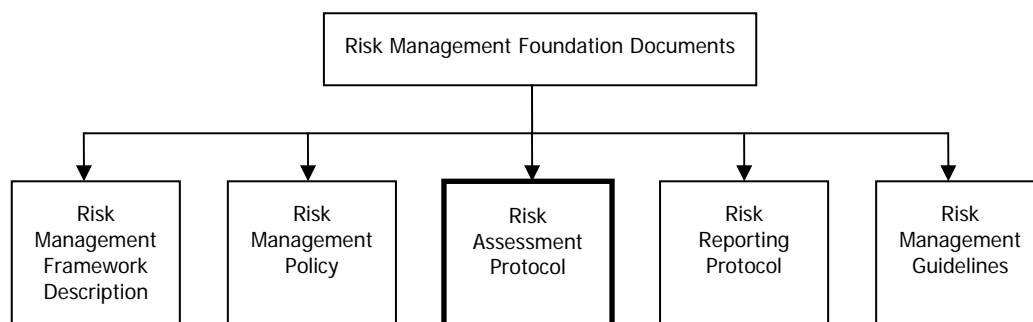 Risk Management Foundation Documents
Risk
Management
Framework
Description
Risk
Management
Policy
Risk
Assessment
Protocol
Risk
Reporting
Protocol
Risk
Management
Guidelines